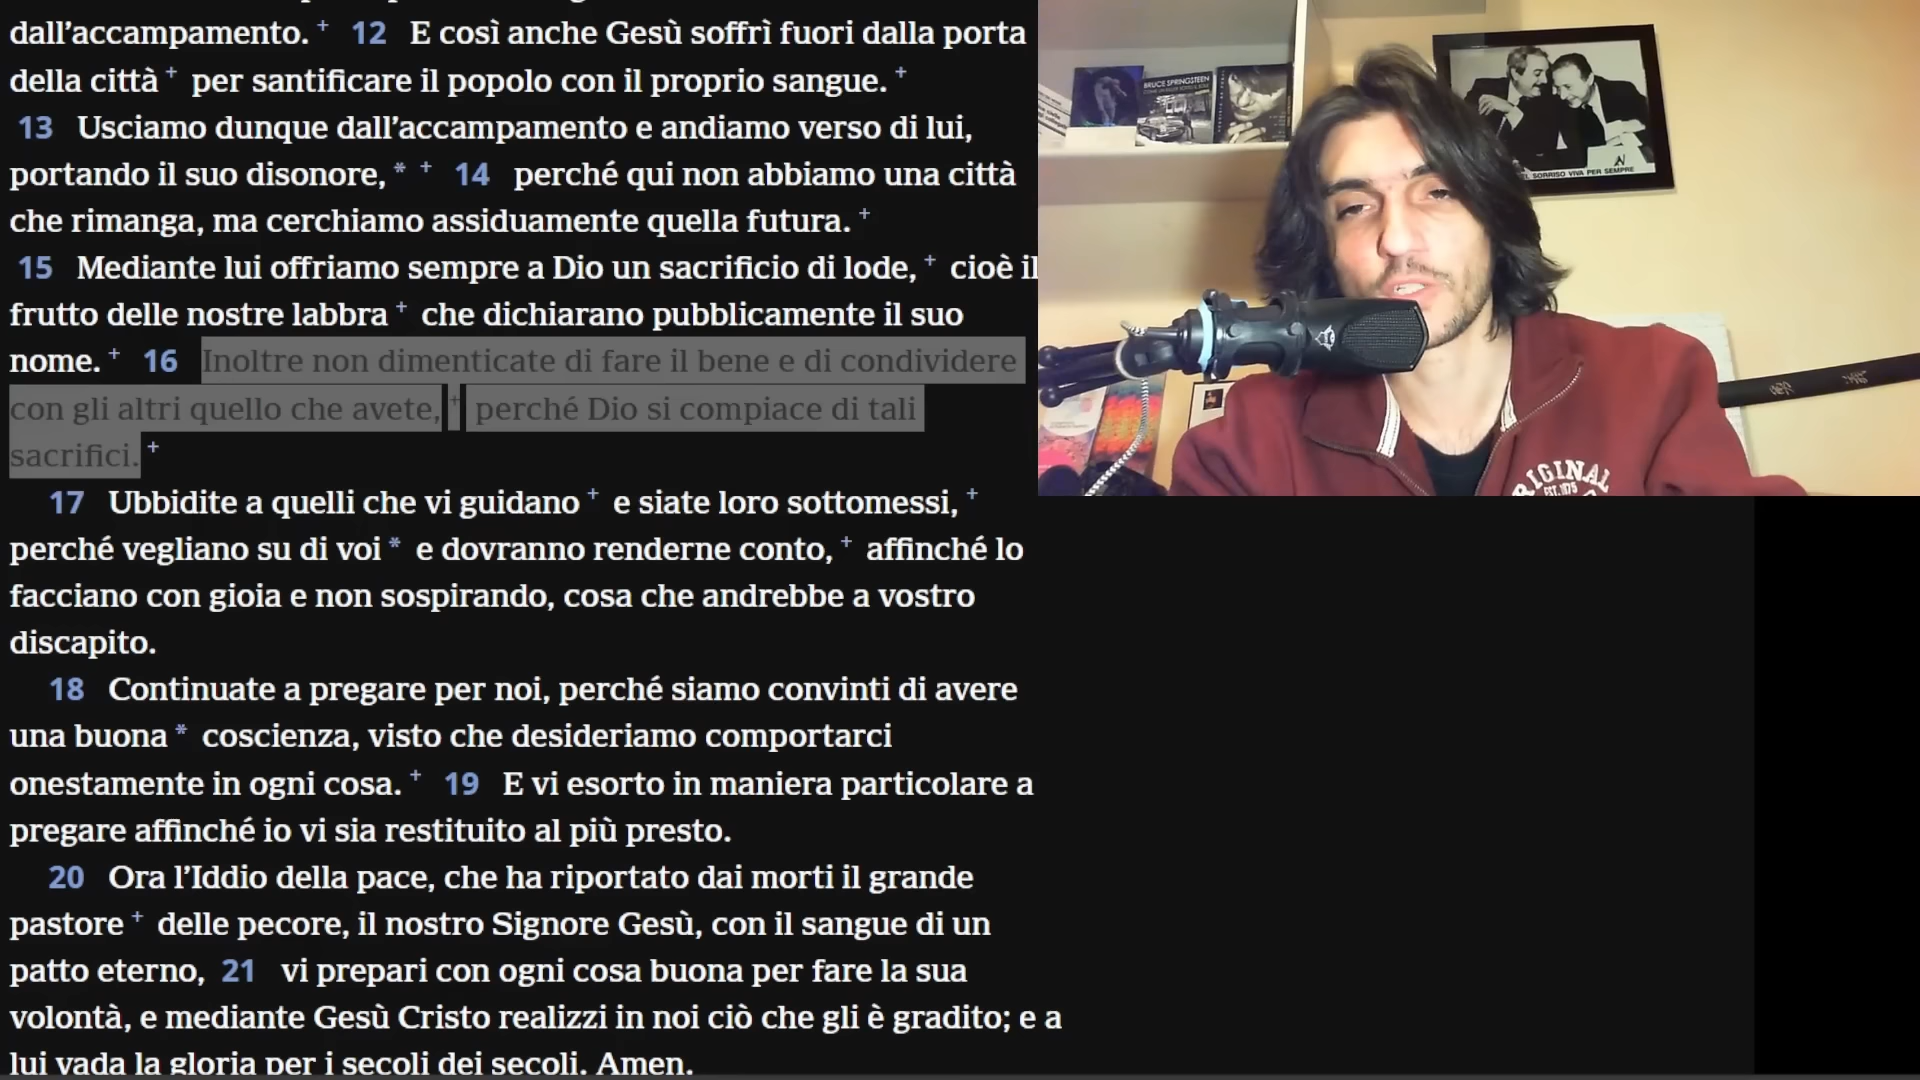 dall’accampamento. + 12 E così anche Gesù soffrì fuori dalla porta
della città + per santificare il popolo con il proprio sangue. +
13 Usciamo dunque dall’accampamento e andiamo verso di lui,
portando il suo disonore, * + 14 perché qui non abbiamo una città
che rimanga, ma cerchiamo assiduamente quella futura. +
15 Mediante lui offriamo sempre a Dio un sacrificio di lode, + cioè il
frutto delle nostre labbra + che dichiarano pubblicamente il suo
nome. + 16 Inoltre non dimenticate di fare il bene e di condividere
con gli altri quello che avete, + perché Dio si compiace di tali
sacrifici. +
17 Ubbidite a quelli che vi guidano + e siate loro sottomessi, +
perché vegliano su di voi * e dovranno renderne conto, + affinché lo
facciano con gioia e non sospirando, cosa che andrebbe a vostro
discapito.
18 Continuate a pregare per noi, perché siamo convinti di avere
una buona * coscienza, visto che desideriamo comportarci
onestamente in ogni cosa. + 19 E vi esorto in maniera particolare a
pregare affinché io vi sia restituito al più presto.
20 Ora l’Iddio della pace, che ha riportato dai morti il grande
pastore + delle pecore, il nostro Signore Gesù, con il sangue di un
patto eterno, 21 vi prepari con ogni cosa buona per fare la sua
volontà, e mediante Gesù Cristo realizzi in noi ciò che gli è gradito; e a
lui vada la gloria per i secoli dei secoli. Amen.
BRUCE SPRINGSTEEN
SORRISO VIVA PER SEMPRE
RIGINAL
EST. 1975